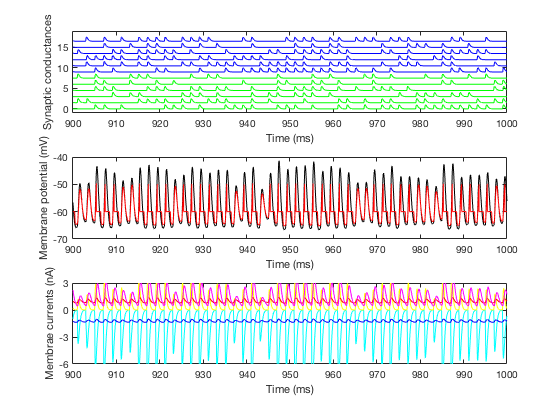 Synaptic conductances
15
10
5
0
900 910 920 930 940 950 960 970 980 990 1000
Time (ms)
Membrane potential (mV)
-40
-50
-60
-70
900 910 920 930 940 950 960 970 980 990 1000
Time (ms)
Membrae currents (nA)
3
0
-3
-6
900 910 920 930 940 950 960 970 980 990 1000
Time (ms)